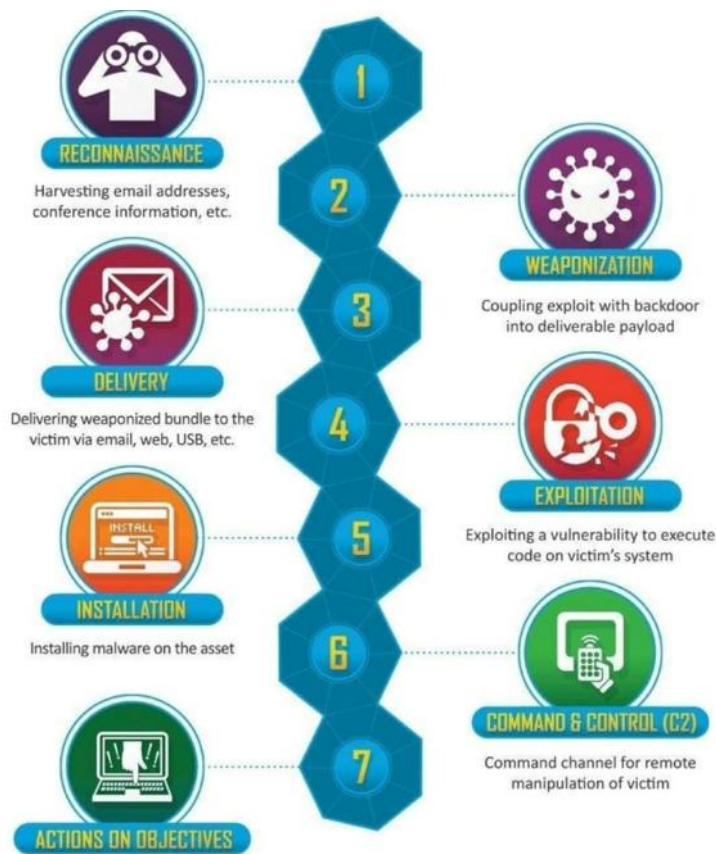 1
RECONNAISSANCE
Harvesting email addresses,
conference information, etc.
2
WEAPONIZATION
Coupling exploit with backdoor
into deliverable payload
3
DELIVERY
Delivering weaponized bundle to the
victim via email, web, USB, etc.
4
EXPLOITATION
Exploiting a vulnerability to execute
code on victim's system
5
INSTALL
INSTALLATION
Installing malware on the asset
6
COMMAND & CONTROL (C2)
Command channel for remote
manipulation of victim
7
ACTIONS ON OBJECTIVES